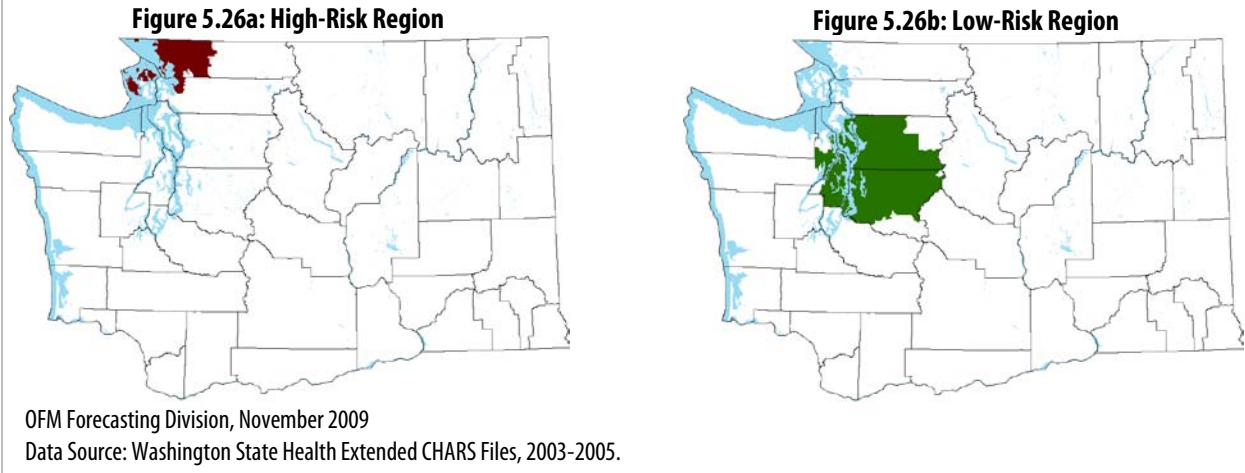 Figure 5.26a: High-Risk Region
Figure 5.26b: Low-Risk Region
OFM Forecasting Division, November 2009
Data Source: Washington State Health Extended CHARS Files, 2003-2005.